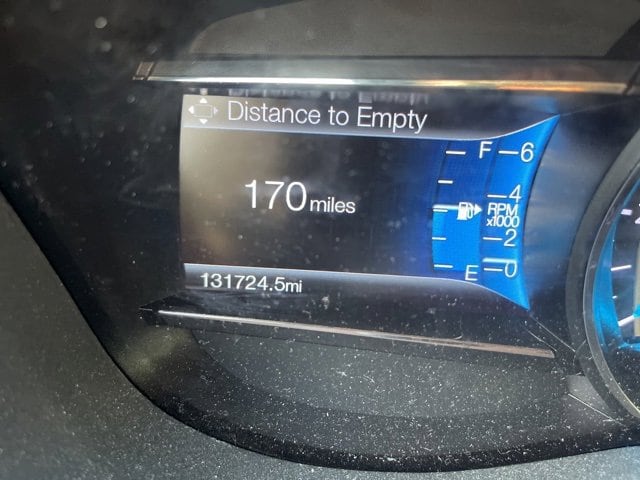 Distance to Empty
170 miles
F 6
4
RPM
x1000
2
E 0
131724.5mi